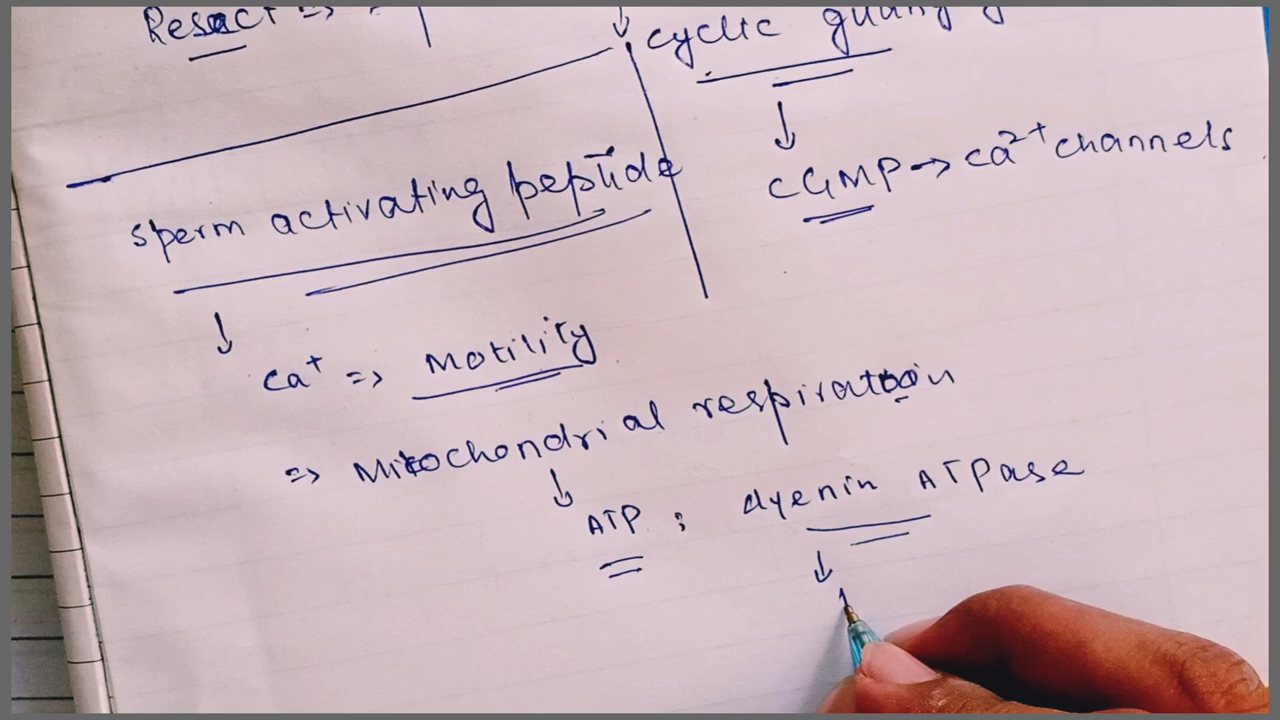 Resact =>
cyclic
↓
cGMP → ca²⁺ channels
sperm activating peptide
↓
ca⁺ => Motility
=> Mitochondrial respiration
↓
ATP ; dyenin ATPase
↓